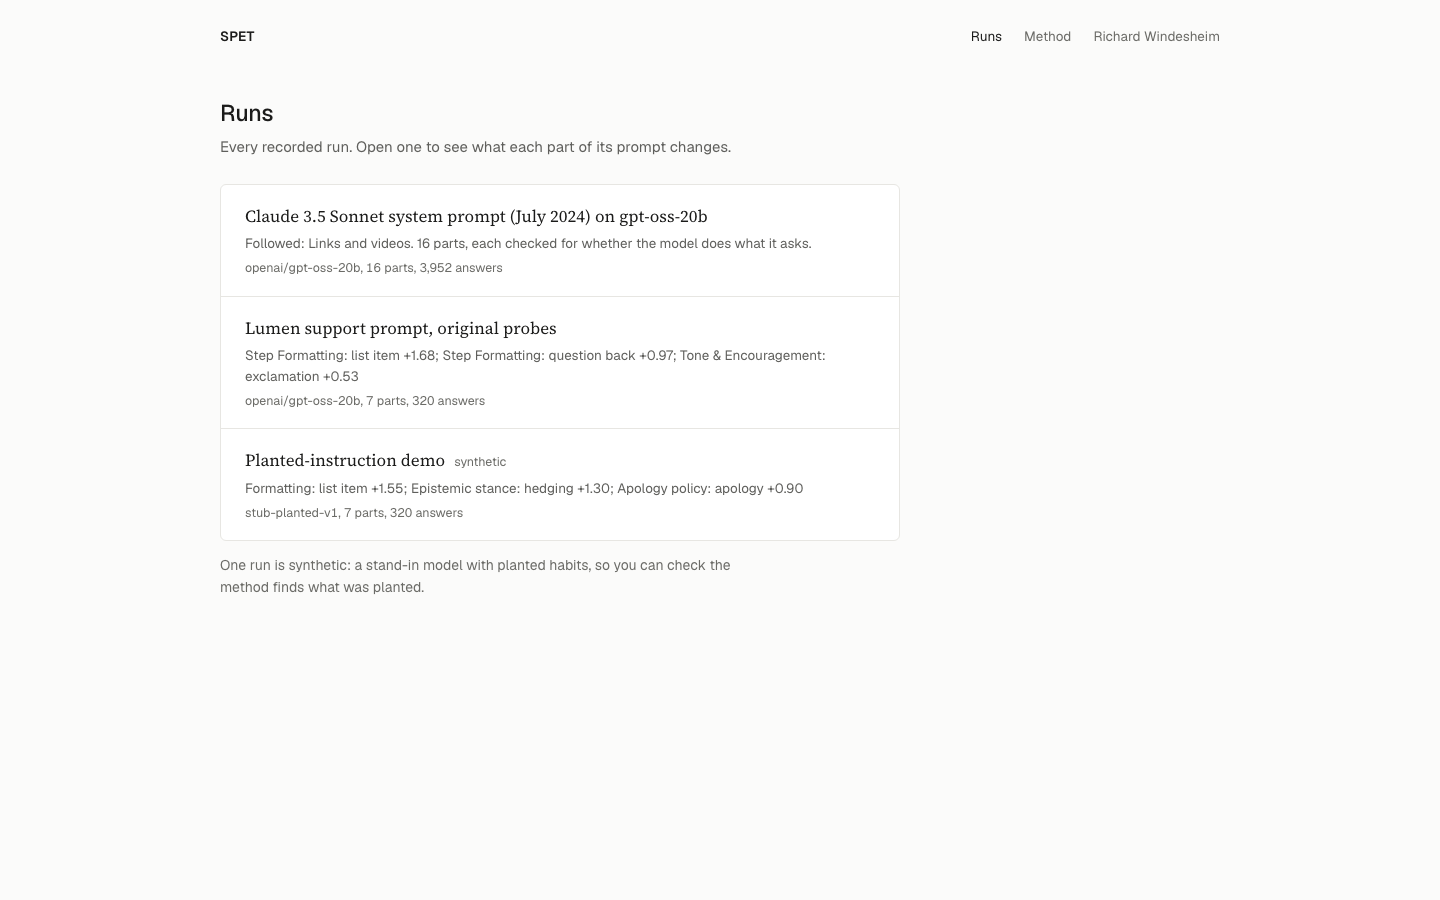 SPET
Runs
Method
Richard Windesheim
Runs
Every recorded run. Open one to see what each part of its prompt changes.
Claude 3.5 Sonnet system prompt (July 2024) on gpt-oss-20b
Followed: Links and videos. 16 parts, each checked for whether the model does what it asks.
openai/gpt-oss-20b, 16 parts, 3,952 answers
Lumen support prompt, original probes
Step Formatting: list item +1.68; Step Formatting: question back +0.97; Tone & Encouragement:
exclamation +0.53
openai/gpt-oss-20b, 7 parts, 320 answers
Planted-instruction demo synthetic
Formatting: list item +1.55; Epistemic stance: hedging +1.30; Apology policy: apology +0.90
stub-planted-v1, 7 parts, 320 answers
One run is synthetic: a stand-in model with planted habits, so you can check the
method finds what was planted.